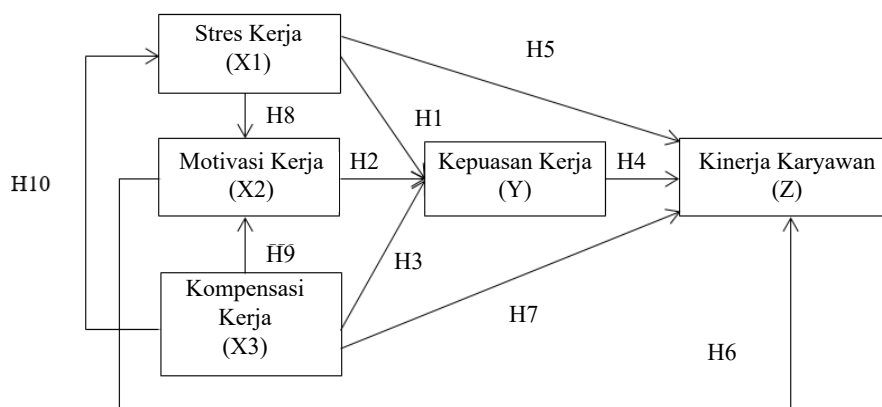 Stres Kerja
(X1)
H5
H8
H1
Motivasi Kerja
(X2)
H2
Kepuasan Kerja
(Y)
H4
Kinerja Karyawan
(Z)
H10
H9
H3
Kompensasi
Kerja
(X3)
H7
H6